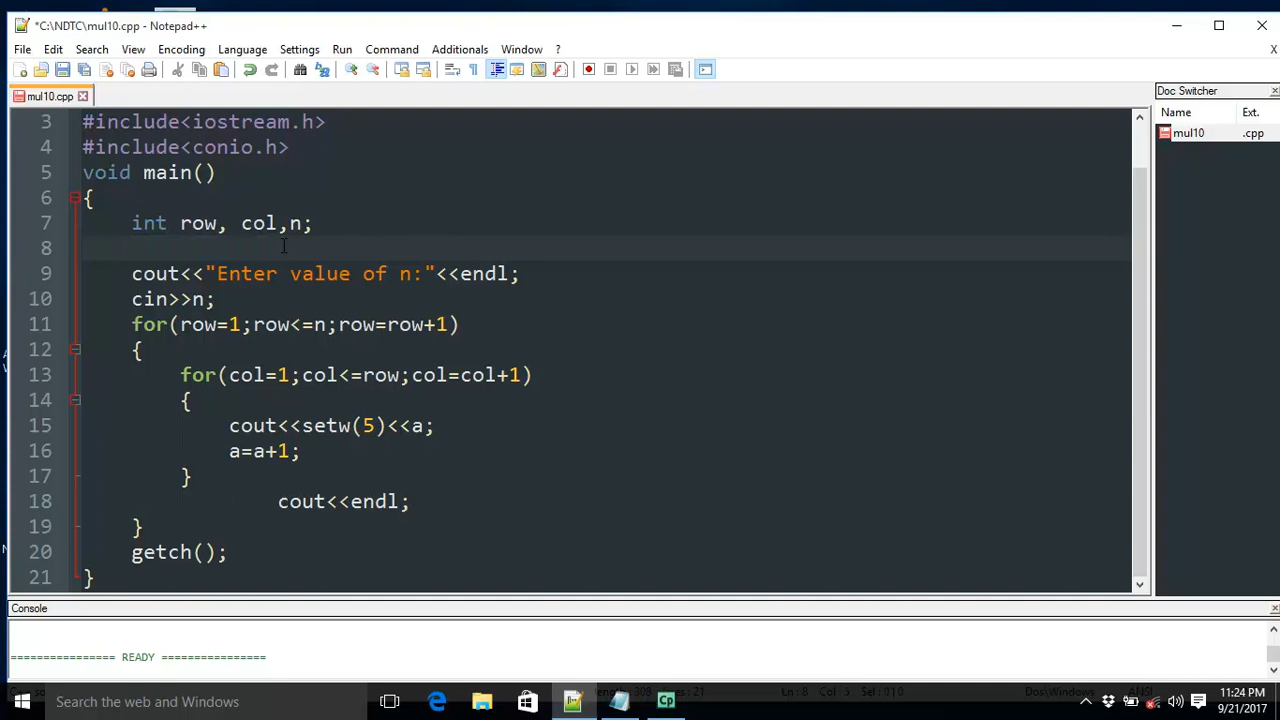 *C:\NDTC\mul10.cpp - Notepad++
File Edit Search View Encoding Language Settings Run Command Additionals Window ? X
mul10.cpp
Doc Switcher
Name Ext.
mul10 .cpp
3 #include<iostream.h>
4 #include<conio.h>
5 void main()
6 {
7 int row, col,n;
8
9 cout<<"Enter value of n:"<<endl;
10 cin>>n;
11 for(row=1;row<=n;row=row+1)
12 {
13 for(col=1;col<=row;col=col+1)
14 {
15 cout<<setw(5)<<a;
16 a=a+1;
17 }
18 cout<<endl;
19 }
20 getch();
21 }
Console
================ READY ================
Search the web and Windows
11:24 PM
9/21/2017